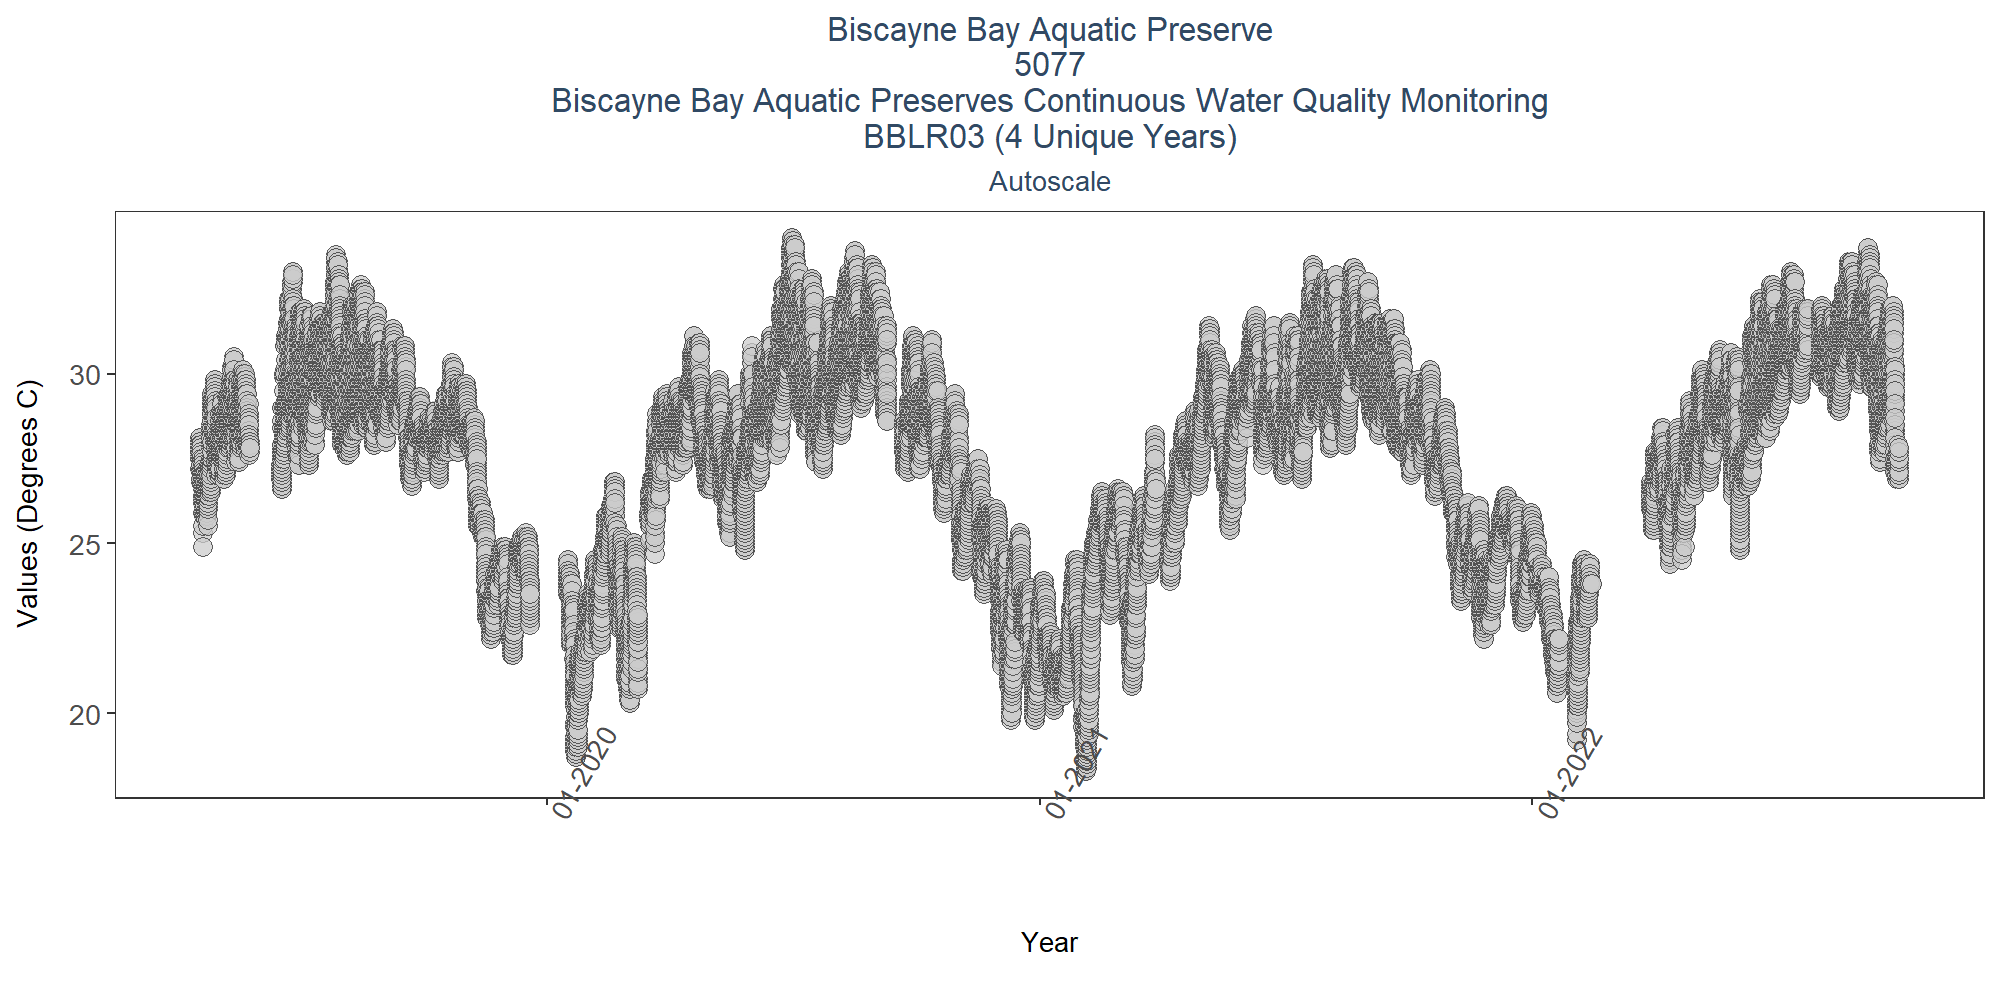 Biscayne Bay Aquatic Preserve
5077
Biscayne Bay Aquatic Preserves Continuous Water Quality Monitoring
BBLR03 (4 Unique Years)
Autoscale
Values (Degrees C)
30
25
20
01-2020
01-2021
01-2022
Year